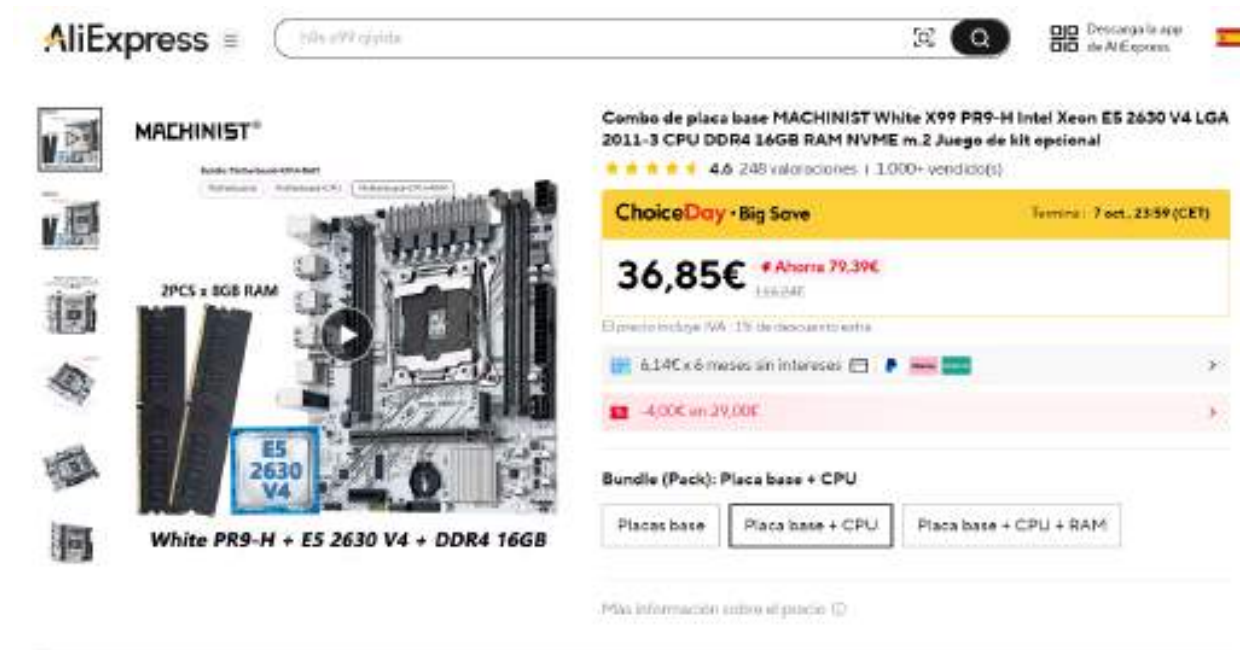 AliExpress
Descarga la app
de AliExpress
MACHINIST®
2PCS x 8GB RAM
E5
2630
V4
White PR9-H + E5 2630 V4 + DDR4 16GB
Combo de placa base MACHINIST White X99 PR9-H Intel Xeon E5 2630 V4 LGA
2011-3 CPU DDR4 16GB RAM NVME m.2 Juego de kit opcional
4.6 248 valoraciones | 1.000+ vendido(s)
ChoiceDay · Big Save
Termina: 7 oct., 23:59 (CET)
36,85€
Ahorra 79,39€
116,24€
El precio incluye IVA 1% de descuento extra
6,14€ x 6 meses sin intereses
-4,00€ en 29,00€
Bundle (Pack): Placa base + CPU
Placas base
Placa base + CPU
Placa base + CPU + RAM
Más información sobre el precio